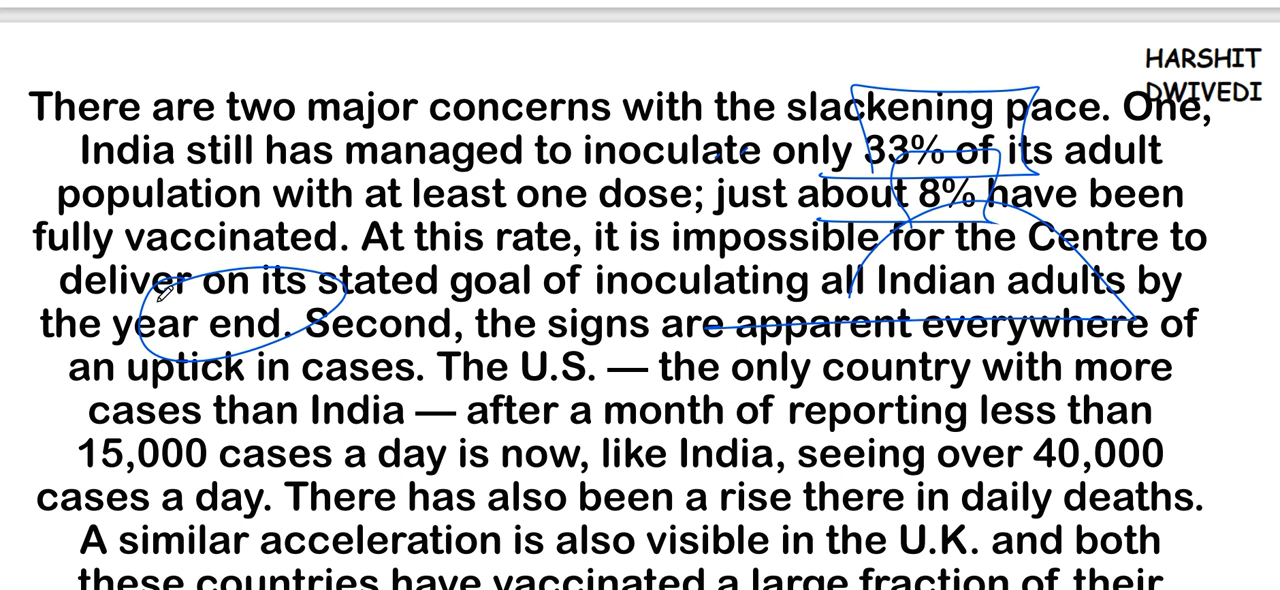 HARSHIT
DWIVEDI
There are two major concerns with the slackening pace. One,
India still has managed to inoculate only 33% of its adult
population with at least one dose; just about 8% have been
fully vaccinated. At this rate, it is impossible for the Centre to
deliver on its stated goal of inoculating all Indian adults by
the year end. Second, the signs are apparent everywhere of
an uptick in cases. The U.S. — the only country with more
cases than India — after a month of reporting less than
15,000 cases a day is now, like India, seeing over 40,000
cases a day. There has also been a rise there in daily deaths.
A similar acceleration is also visible in the U.K. and both
these countries have vaccinated a large fraction of their